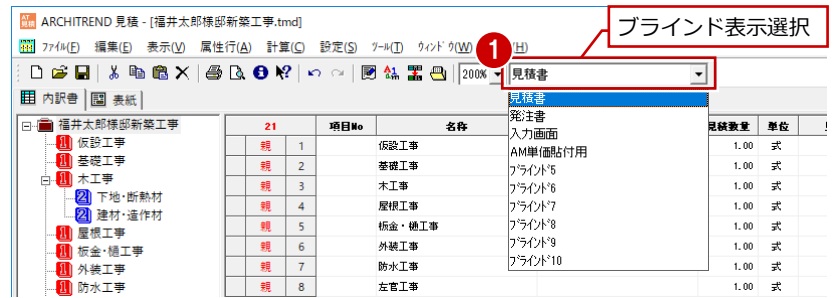 ARCHITREND 見積 - [福井太郎様邸新築工事.tmd]
ブラインド表示選択
ファイル(F) 編集(E) 表示(V) 属性行(A) 計算(C) 設定(S) ツール(T) ウィンドウ(W) (H)
1
200% 見積書
内訳書 表紙
見積書
発注書
入力画面
AM単価貼付用
ブラインド5
ブラインド6
ブラインド7
ブラインド8
ブラインド9
ブラインド10
福井太郎様邸新築工事
1 仮設工事
1 基礎工事
1 木工事
2 下地・断熱材
2 建材・造作材
1 屋根工事
1 板金・樋工事
1 外装工事
1 防水工事
21 項目No 名称 見積数量 単位
親 1 仮設工事 1.00 式
親 2 基礎工事 1.00 式
親 3 木工事 1.00 式
親 4 屋根工事 1.00 式
親 5 板金・樋工事 1.00 式
親 6 外装工事 1.00 式
親 7 防水工事 1.00 式
親 8 左官工事 1.00 式